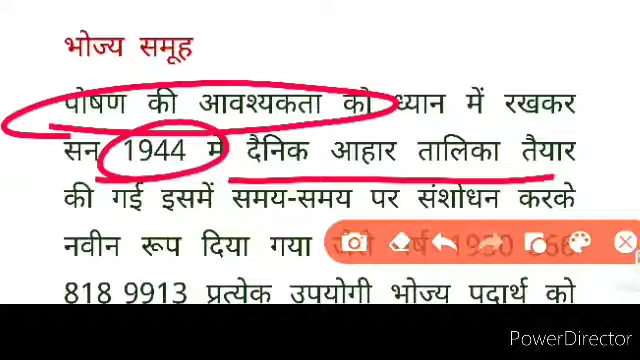 भोज्य समूह
पोषण की आवश्यकता को ध्यान में रखकर
सन् 1944 में दैनिक आहार तालिका तैयार
की गई इसमें समय-समय पर संशोधन करके
नवीन रूप दिया गया
818 9913 प्रत्येक उपयोगी भोज्य पदार्थ को
PowerDirector